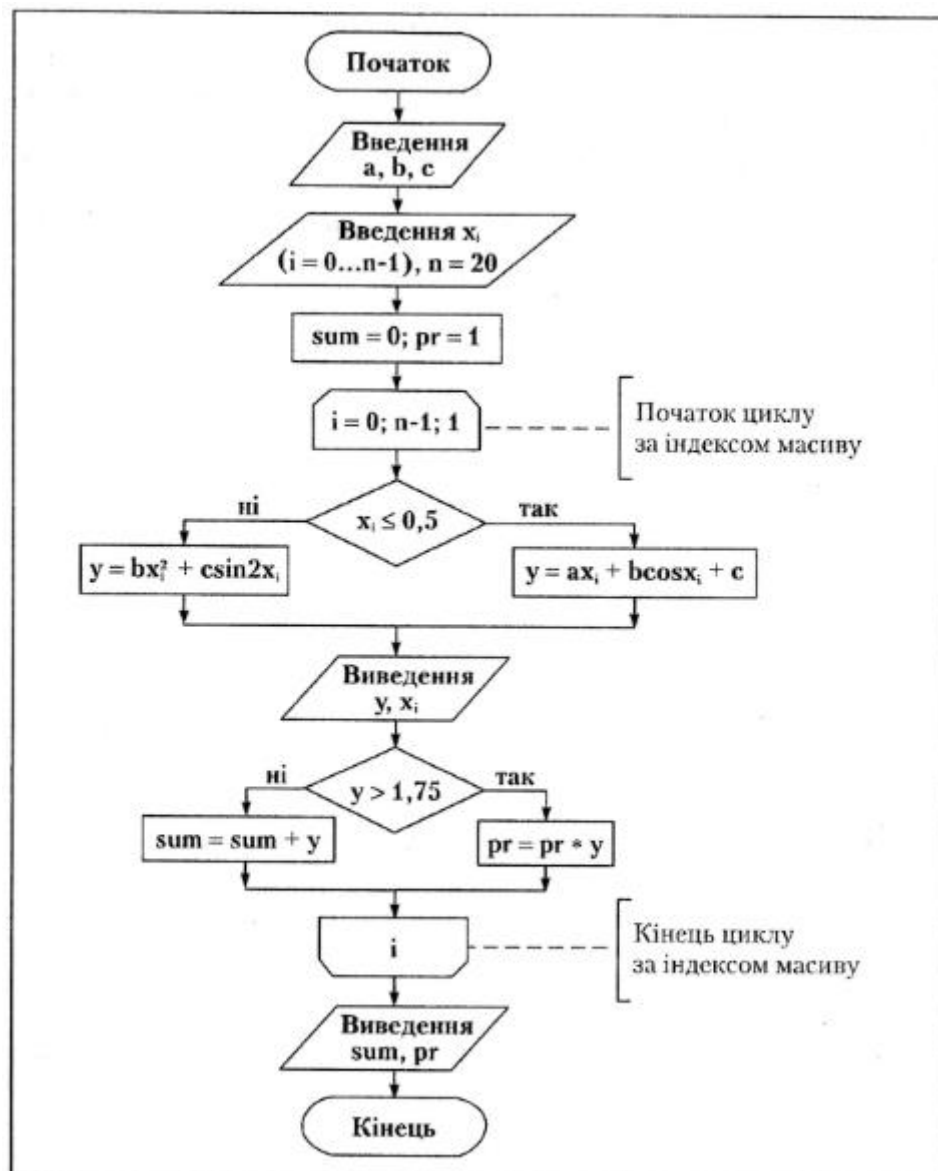 Початок
Введення
a, b, c
Введення xᵢ
(i = 0...n-1), n = 20
sum = 0; pr = 1
i = 0; n-1; 1
Початок циклу
за індексом масиву
ні
xᵢ ≤ 0,5
так
y = bxᵢ² + csin2xᵢ
y = axᵢ + bcosxᵢ + c
Виведення
y, xᵢ
ні
y > 1,75
так
sum = sum + y
pr = pr * y
i
Кінець циклу
за індексом масиву
Виведення
sum, pr
Кінець